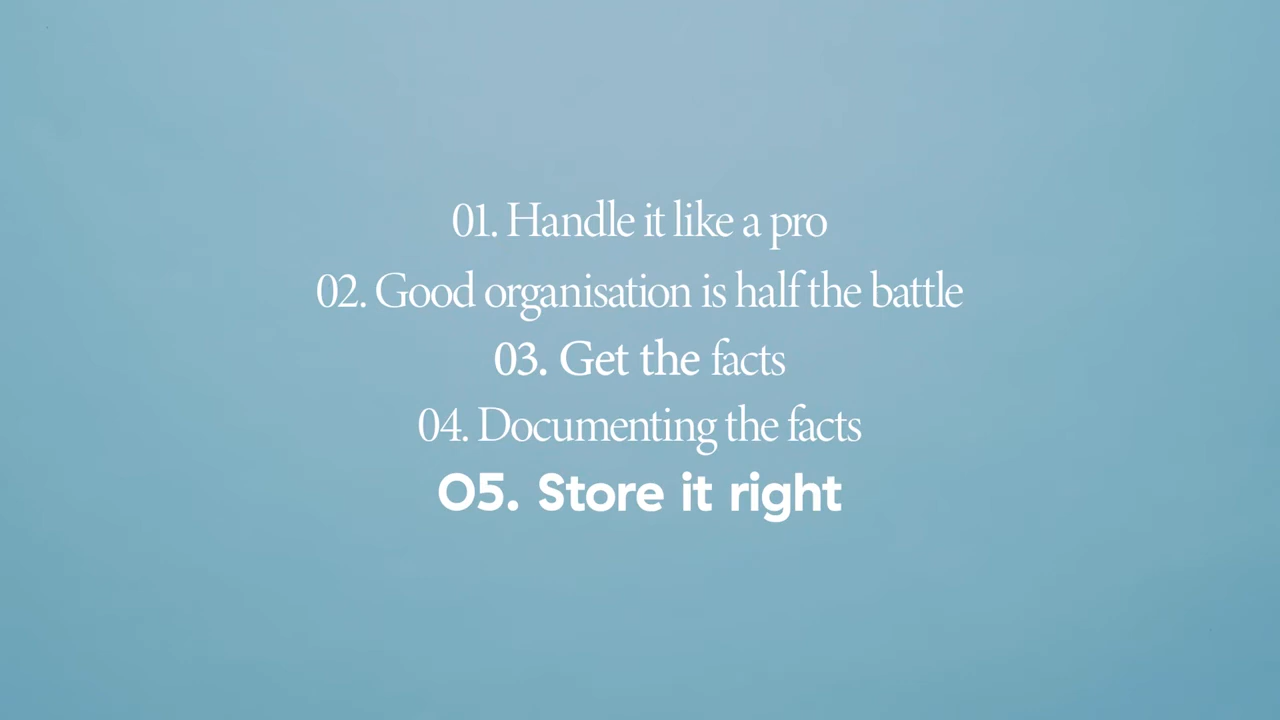 01. Handle it like a pro
02. Good organisation is half the battle
03. Get the facts
04. Documenting the facts
05. Store it right